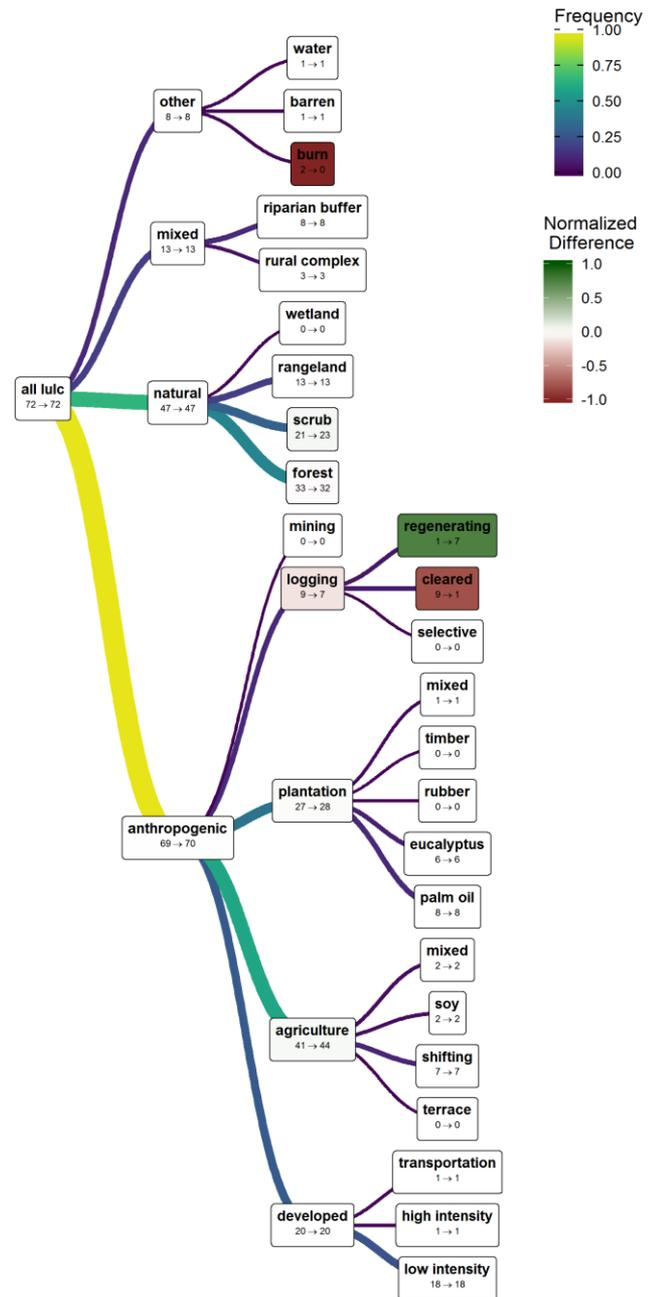 Frequency
1.00
0.75
0.50
0.25
0.00
Normalized
Difference
1.0
0.5
0.0
-0.5
-1.0
water
1 → 1
other
8 → 8
barren
1 → 1
burn
2 → 0
riparian buffer
8 → 8
mixed
13 → 13
rural complex
3 → 3
wetland
0 → 0
rangeland
13 → 13
all lulc
72 → 72
natural
47 → 47
scrub
21 → 23
forest
33 → 32
mining
0 → 0
regenerating
1 → 7
logging
9 → 7
cleared
9 → 1
selective
0 → 0
mixed
1 → 1
timber
0 → 0
plantation
27 → 28
rubber
0 → 0
anthropogenic
69 → 70
eucalyptus
6 → 6
palm oil
8 → 8
mixed
2 → 2
soy
2 → 2
agriculture
41 → 44
shifting
7 → 7
terrace
0 → 0
transportation
1 → 1
developed
20 → 20
high intensity
1 → 1
low intensity
18 → 18